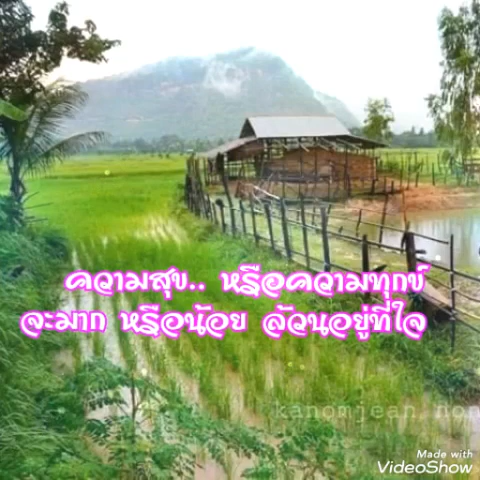 ความสุข.. หรือความทุกข์
จะมาก หรือน้อย ล้วนอยู่ที่ใจ
kanomjean non
Made with
VideoShow